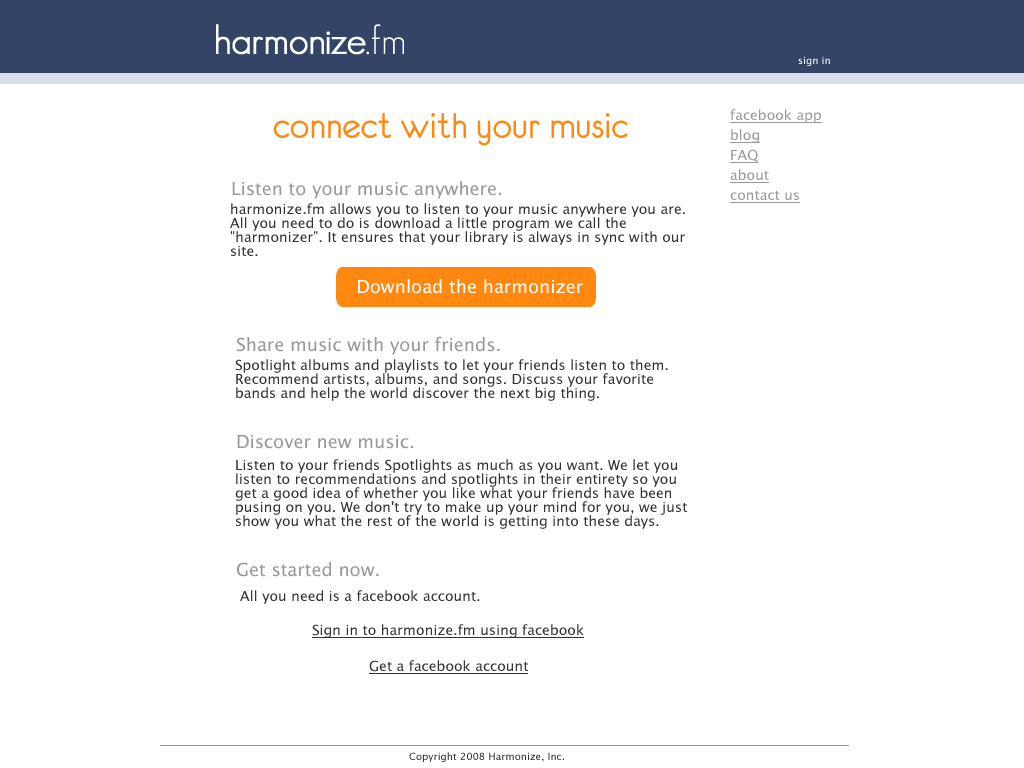 harmonize.fm
sign in
connect with your music
facebook app
blog
FAQ
about
contact us
Listen to your music anywhere.
harmonize.fm allows you to listen to your music anywhere you are.
All you need to do is download a little program we call the
"harmonizer". It ensures that your library is always in sync with our
site.
Download the harmonizer
Share music with your friends.
Spotlight albums and playlists to let your friends listen to them.
Recommend artists, albums, and songs. Discuss your favorite
bands and help the world discover the next big thing.
Discover new music.
Listen to your friends Spotlights as much as you want. We let you
listen to recommendations and spotlights in their entirety so you
get a good idea of whether you like what your friends have been
pusing on you. We don't try to make up your mind for you, we just
show you what the rest of the world is getting into these days.
Get started now.
All you need is a facebook account.
Sign in to harmonize.fm using facebook
Get a facebook account
Copyright 2008 Harmonize, Inc.